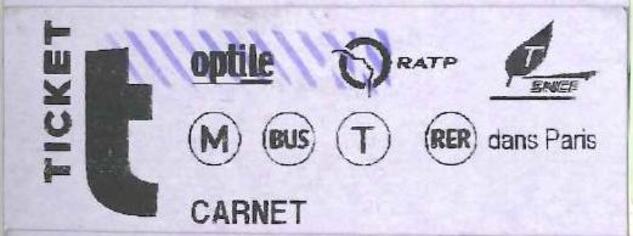 TICKET
t
optile RATP T SNCF
M BUS T RER dans Paris
CARNET